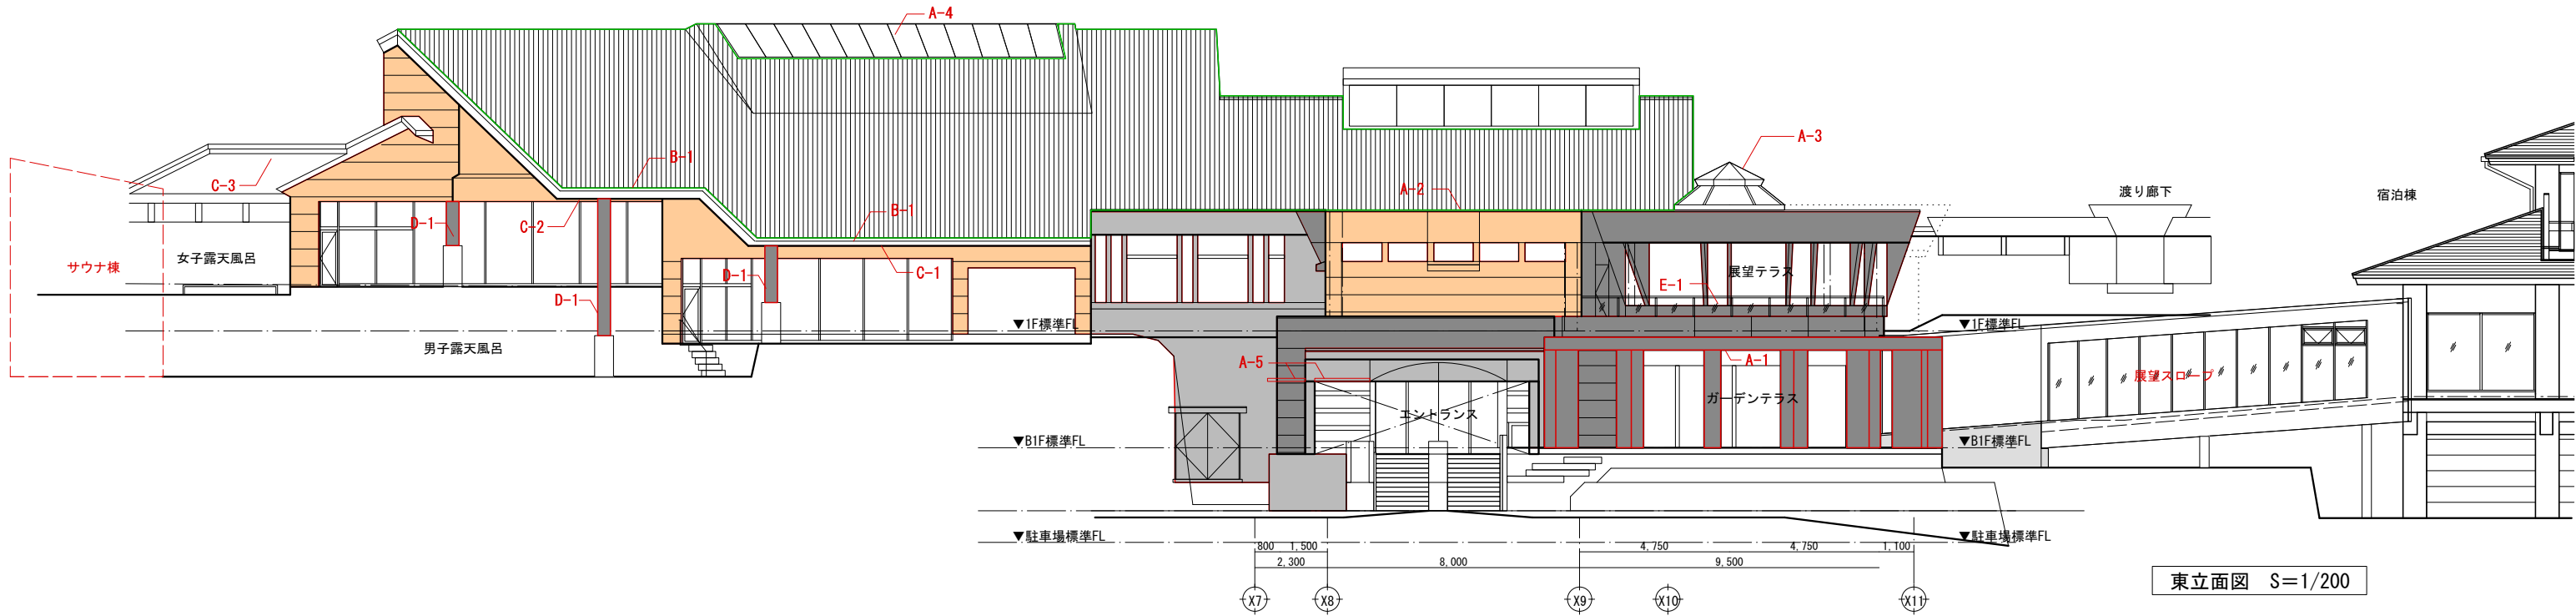 A-4
A-3
B-1
C-3
A-2
渡り廊下
宿泊棟
B-1
D-1
C-2
女子露天風呂
サウナ棟
C-1
D-1
展望テラス
E-1
D-1
▼1F標準FL
▼1F標準FL
男子露天風呂
A-5
A-1
展望スロープ
ガーデンテラス
エントランス
▼B1F標準FL
▼B1F標準FL
▼駐車場標準FL
▼駐車場標準FL
800 1,500 4,750 4,750 1,100
2,300 8,000 9,500
東立面図 S=1/200
X7 X8 X9 X10 X11